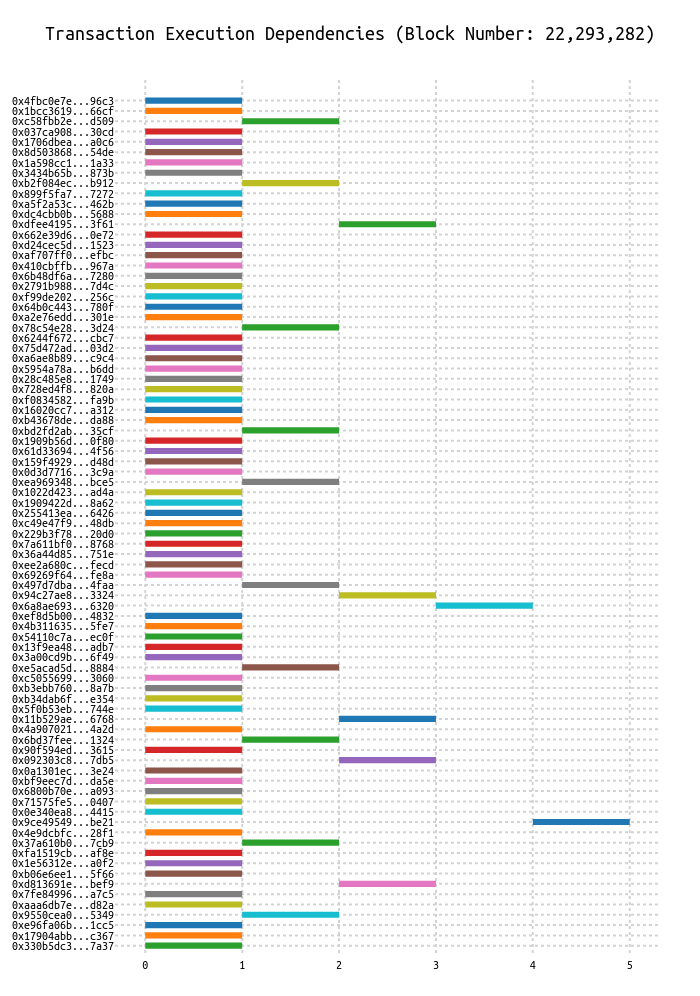 Transaction Execution Dependencies (Block Number: 22,293,282)
0x4fbc0e7e...96c3
0x1bcc3619...66cf
0xc58fbb2e...d509
0x037ca908...30cd
0x1706dbea...a0c6
0x8d503868...54de
0x1a598cc1...1a33
0x3434b65b...873b
0xb2f084ec...b912
0x899f5fa7...7272
0xa5f2a53c...462b
0xdc4cbb0b...5688
0xdfee4195...3f61
0x662e39d6...0e72
0xd24cec5d...1523
0xaf707ff0...efbc
0x410cbffb...967a
0x6b48df6a...7280
0x2791b988...7d4c
0xf99de202...256c
0x64b0c443...780f
0xa2e76edd...301e
0x78c54e28...3d24
0x6244f672...cbc7
0x75d472ad...03d2
0xa6ae8b89...c9c4
0x5954a78a...b6dd
0x28c485e8...1749
0x728ed4f8...820a
0xf0834582...fa9b
0x16020cc7...a312
0xb43678de...da88
0xbd2fd2ab...35cf
0x1909b56d...0f80
0x61d33694...4f56
0x159f4929...d48d
0x0d3d7716...3c9a
0xea969348...bce5
0x1022d423...ad4a
0x1909422d...8a62
0x255413ea...6426
0xc49e47f9...48db
0x229b3f78...20d0
0x7a611bf0...8768
0x36a44d85...751e
0xee2a680c...fecd
0x69269f64...fe8a
0x497d7dba...4faa
0x94c27ae8...3324
0x6a8ae693...6320
0xef8d5b00...4832
0x4b311635...5fe7
0x54110c7a...ec0f
0x13f9ea48...adb7
0x3a00cd9b...6f49
0xe5acad5d...8884
0xc5055699...3060
0xb3ebb760...8a7b
0xb34dab6f...e354
0x5f0b53eb...744e
0x11b529ae...6768
0x4a907021...4a2d
0x6bd37fee...1324
0x90f594ed...3615
0x092303c8...7db5
0x0a1301ec...3e24
0xbf9eec7d...da5e
0x6800b70e...a093
0x71575fe5...0407
0x0e340ea8...4415
0x9ce49549...be21
0x4e9dcbfc...28f1
0x37a610b0...7cb9
0xfa1519cb...af8e
0x1e56312e...a0f2
0xb06e6ee1...5f66
0xd813691e...bef9
0x7fe84996...a7c5
0xaaa6db7e...d82a
0x9550cea0...5349
0xe96fa06b...1cc5
0x17904abb...c367
0x330b5dc3...7a37
0 1 2 3 4 5